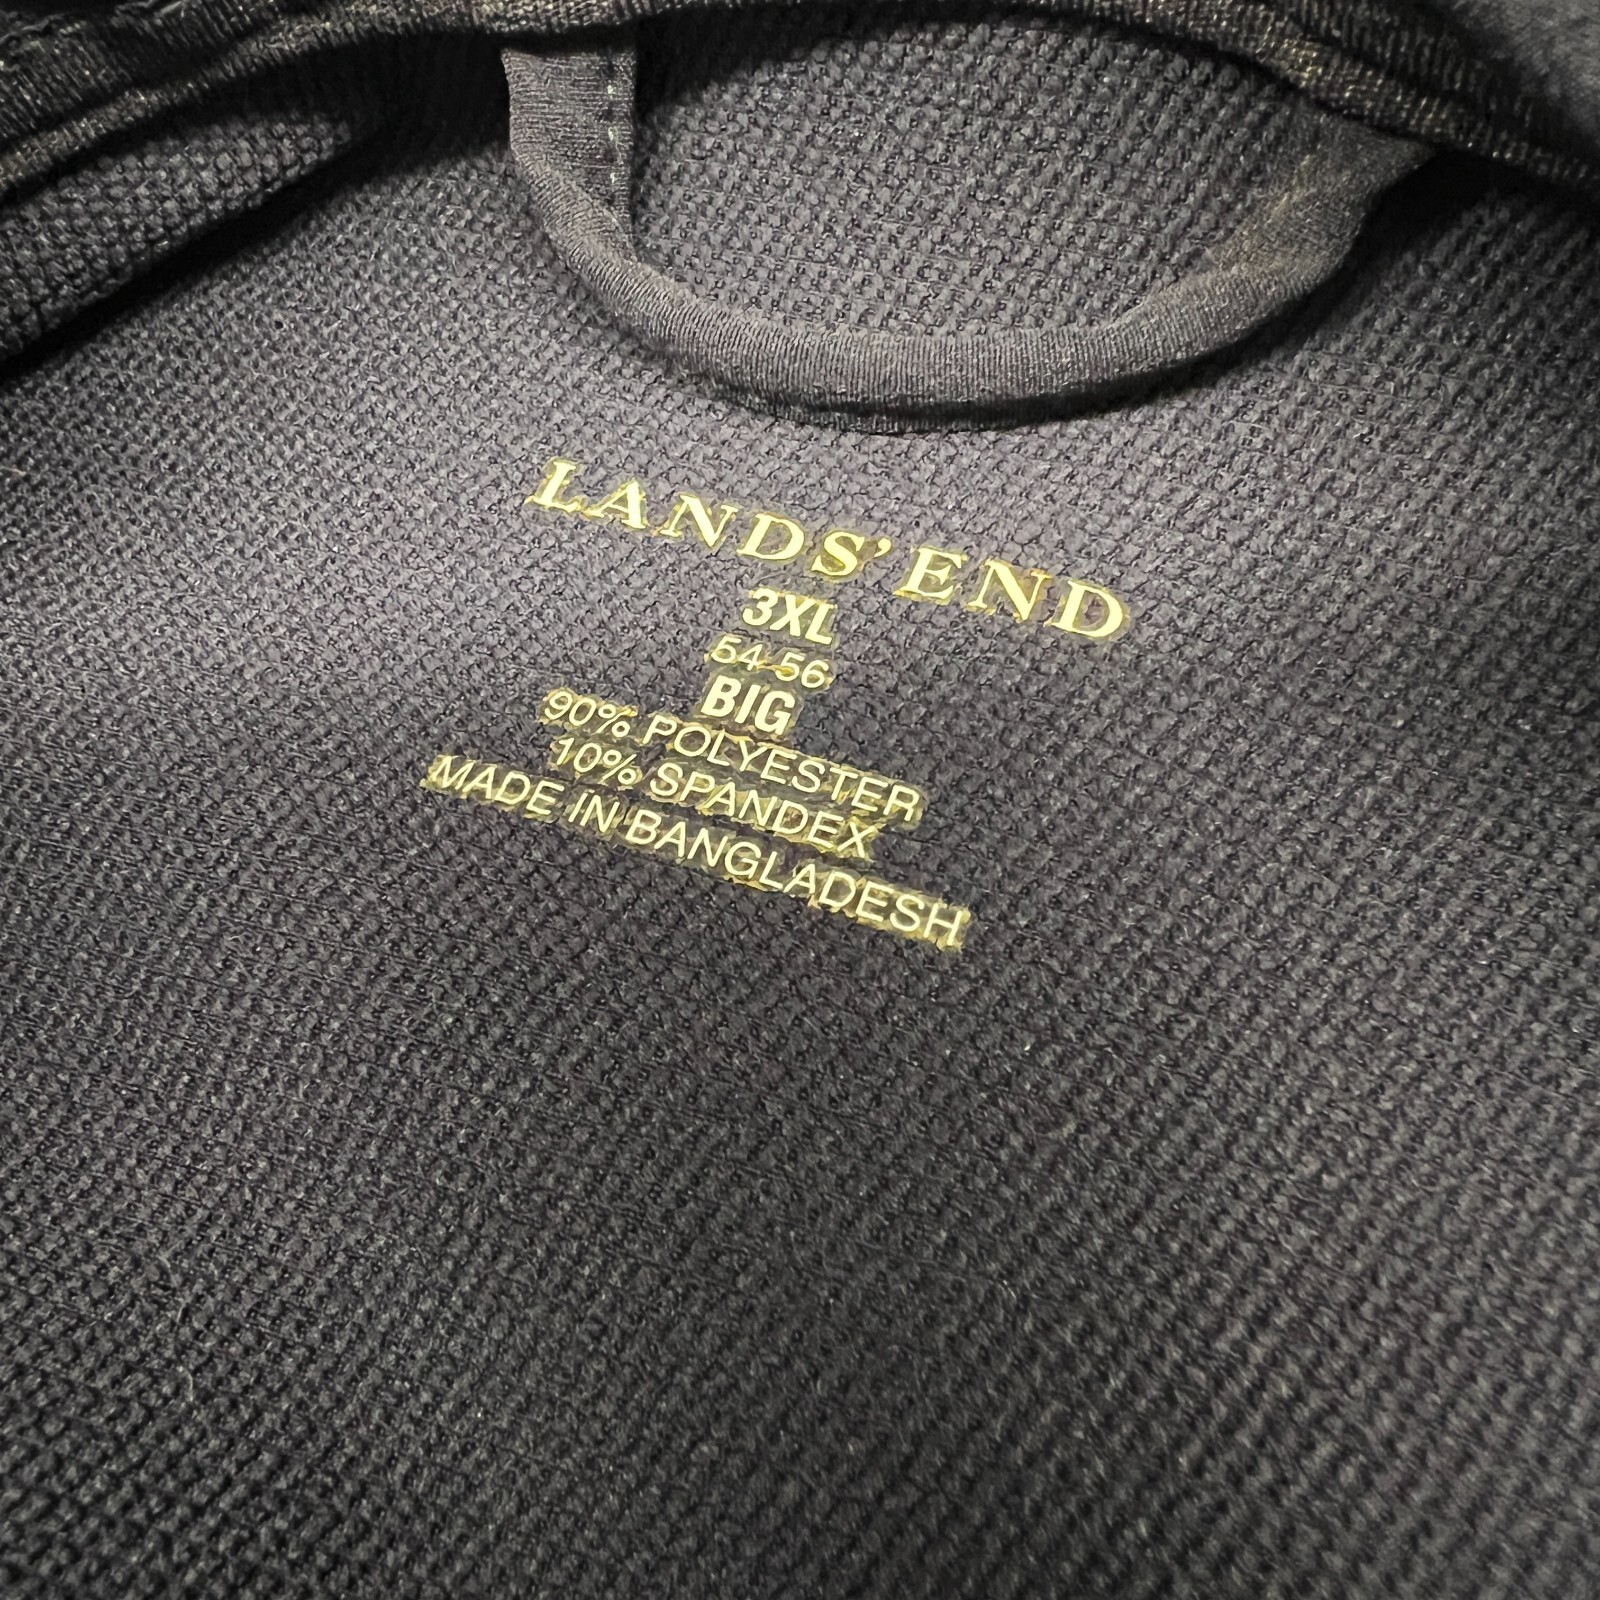 LANDS' END
3XL
54-56
BIG
90% POLYESTER
10% SPANDEX
MADE IN BANGLADESH